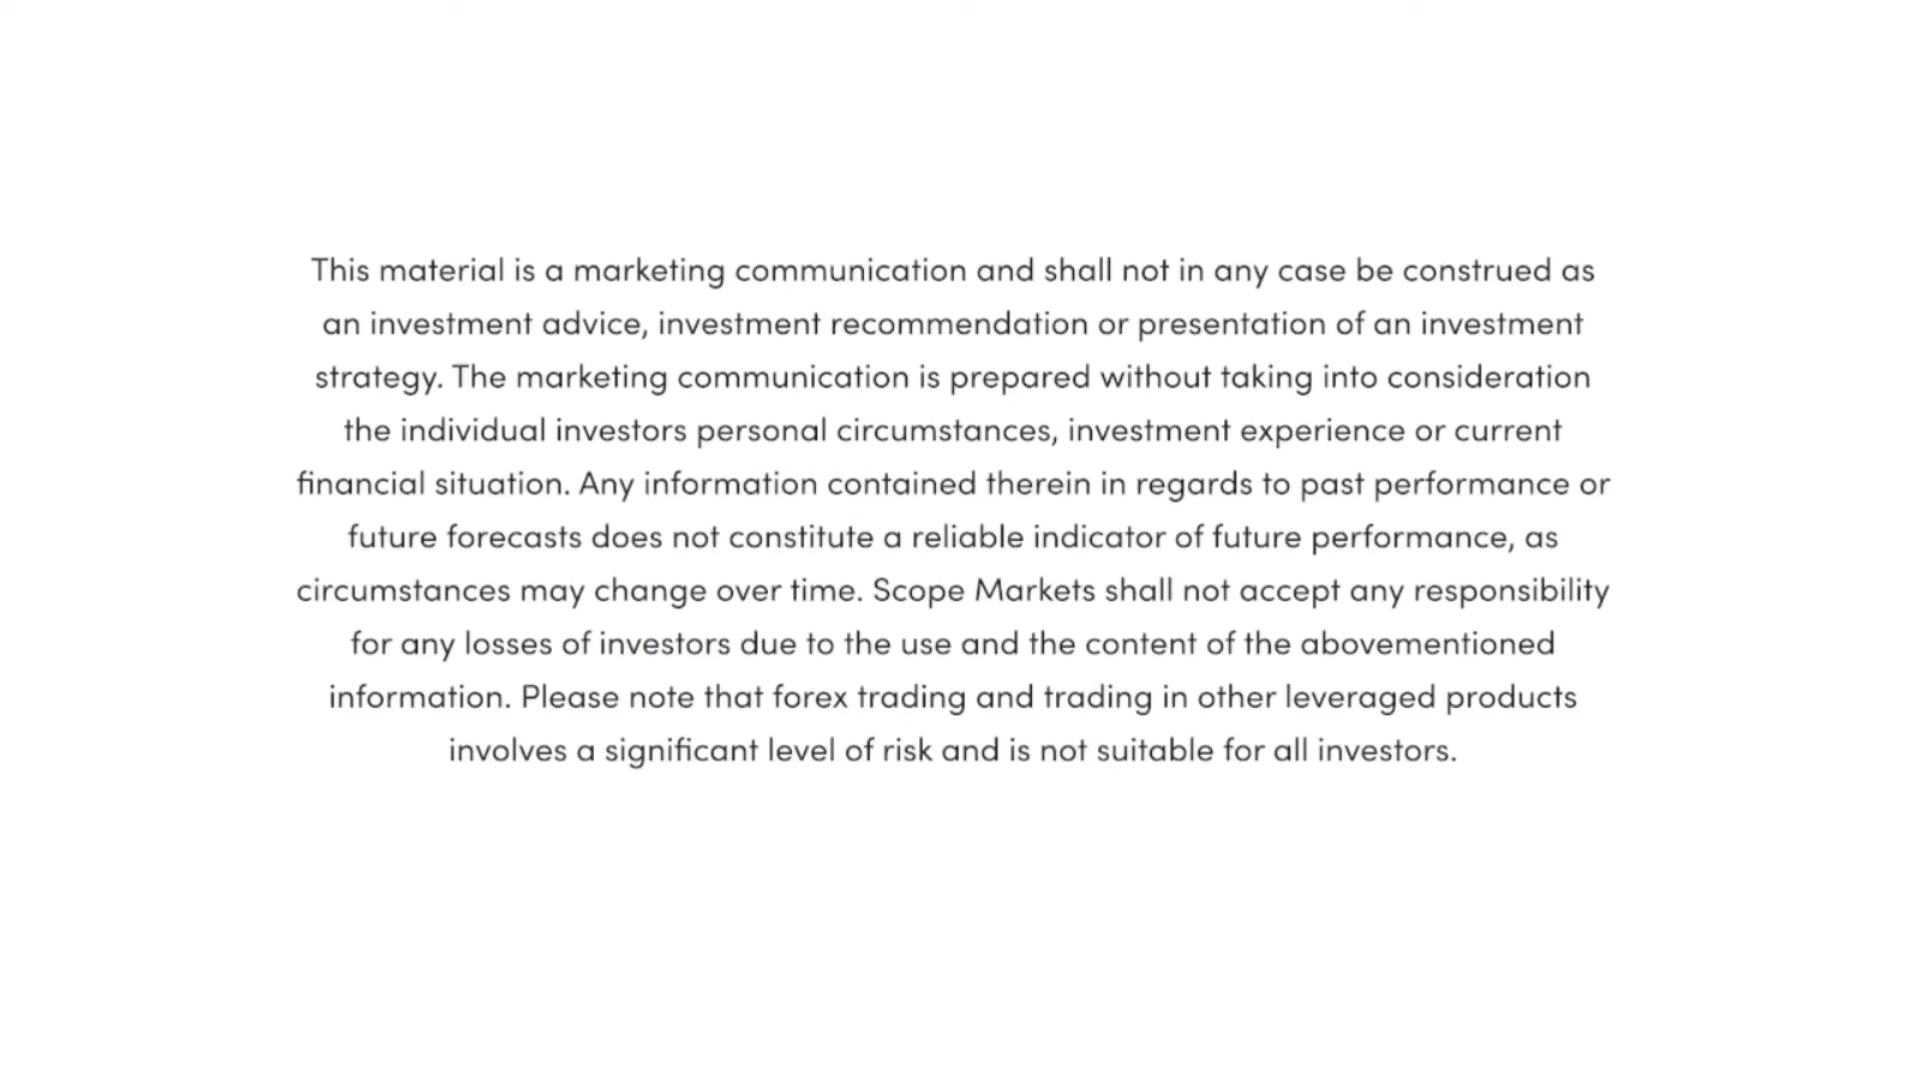 This material is a marketing communication and shall not in any case be construed as
an investment advice, investment recommendation or presentation of an investment
strategy. The marketing communication is prepared without taking into consideration
the individual investors personal circumstances, investment experience or current
financial situation. Any information contained therein in regards to past performance or
future forecasts does not constitute a reliable indicator of future performance, as
circumstances may change over time. Scope Markets shall not accept any responsibility
for any losses of investors due to the use and the content of the abovementioned
information. Please note that forex trading and trading in other leveraged products
involves a significant level of risk and is not suitable for all investors.